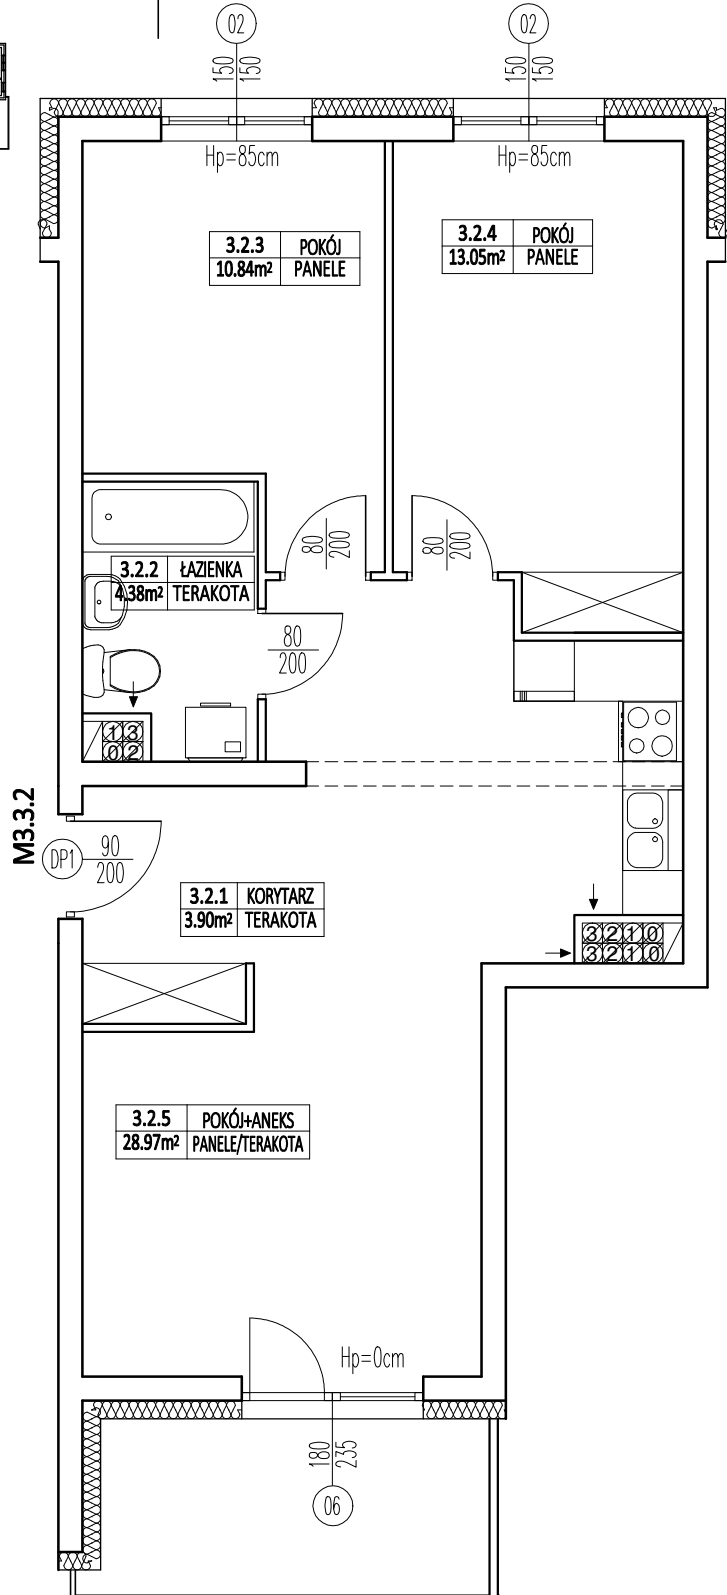 02
02
150
150
150
150
Hp=85cm
Hp=85cm
3.2.3 POKÓJ
10.84m² PANELE
3.2.4 POKÓJ
13.05m² PANELE
80
200
80
200
3.2.2 ŁAZIENKA
4.38m² TERAKOTA
80
200
1 3
0 2
M3.3.2
DP1
90
200
3.2.1 KORYTARZ
3.90m² TERAKOTA
3 2 1 0
3 2 1 0
3.2.5 POKÓJ+ANEKS
28.97m² PANELE/TERAKOTA
Hp=0cm
180
235
06